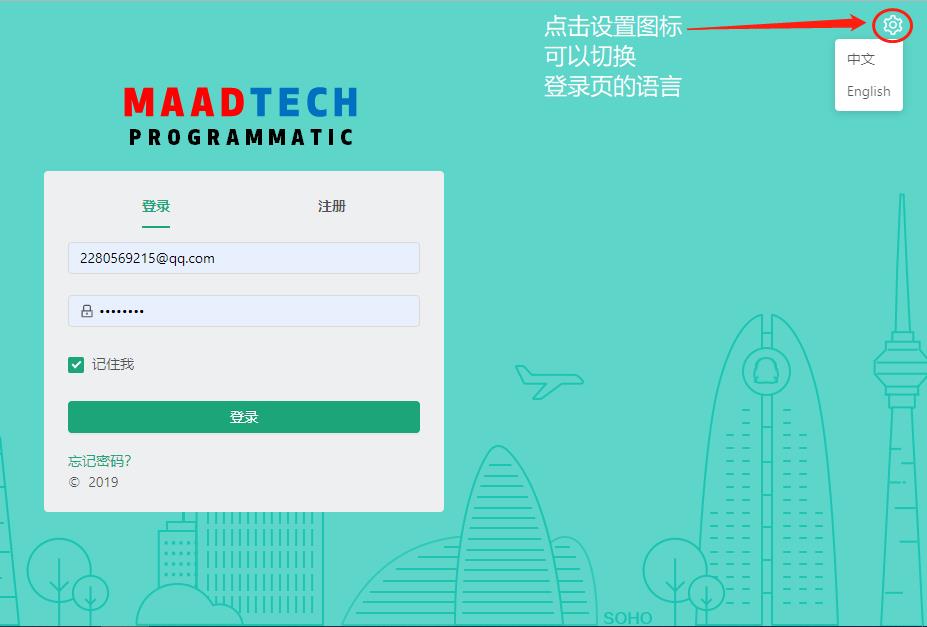 点击设置图标
可以切换
登录页的语言
中文
English
MAADTECH
PROGRAMMATIC
登录
注册
2280569215@qq.com
••••••••
记住我
登录
忘记密码?
© 2019
SOHO